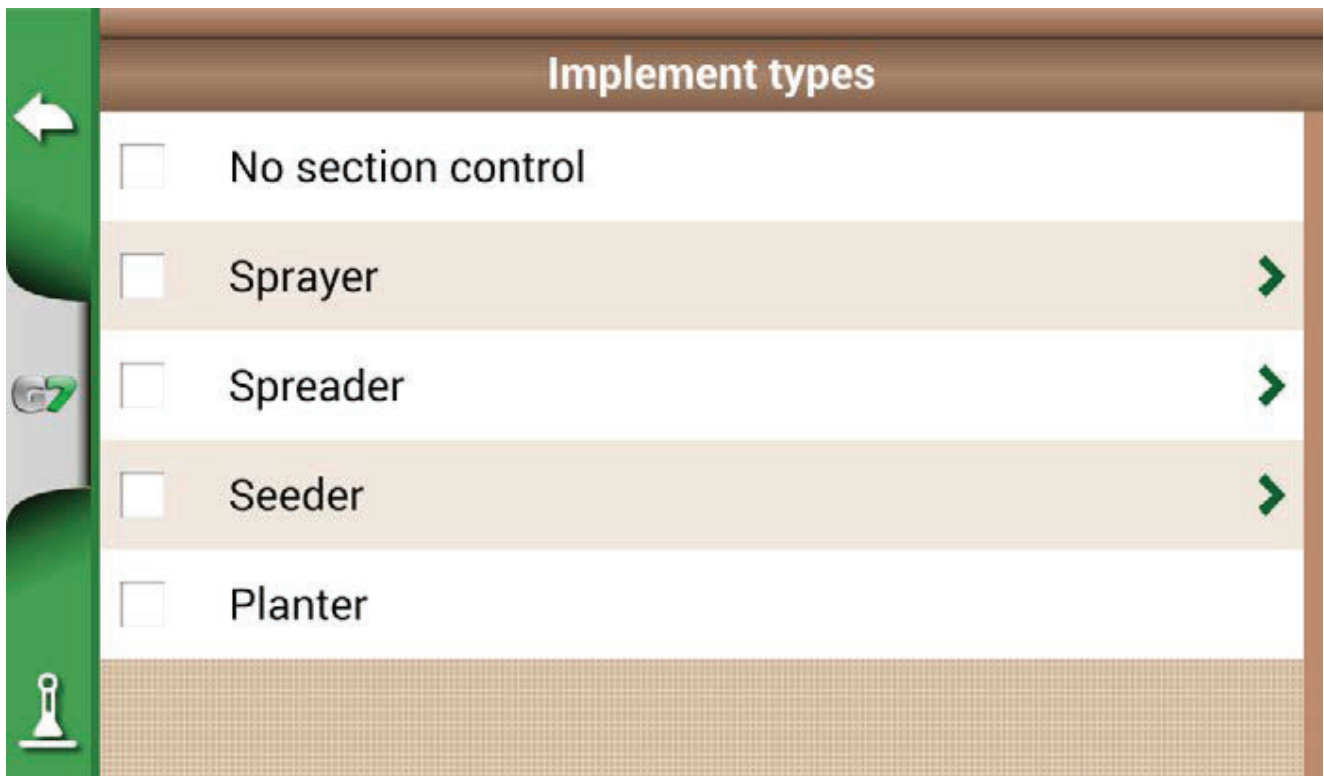 Implement types
No section control
Sprayer
Spreader
G7
Seeder
Planter